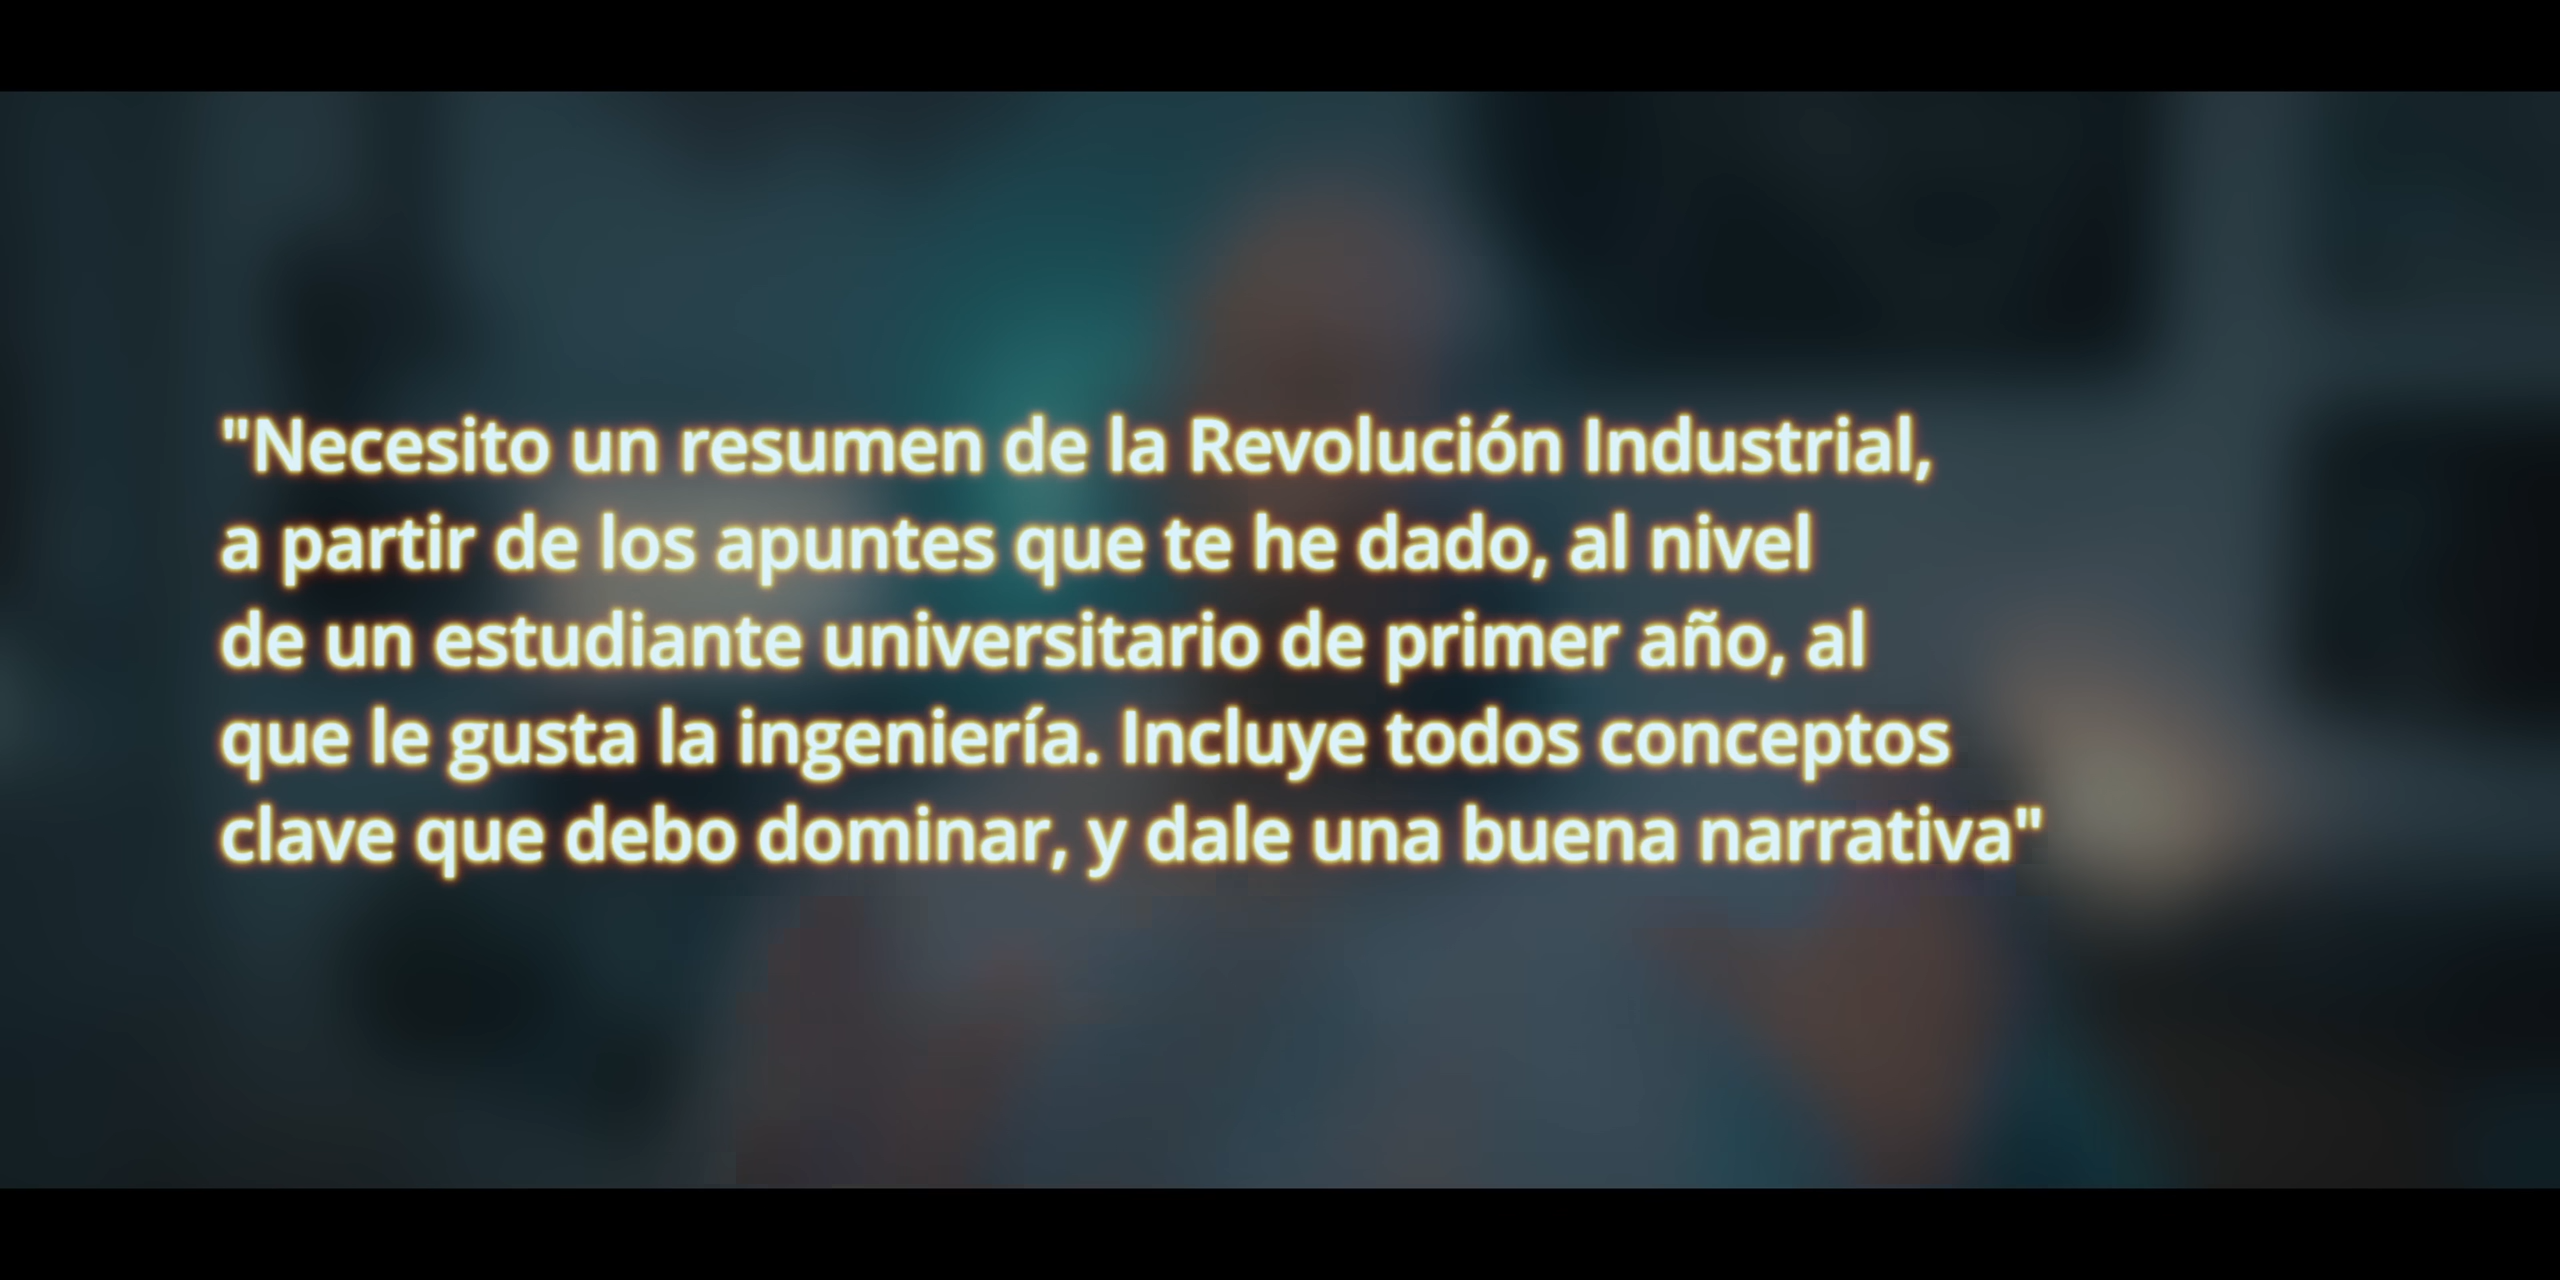 "Necesito un resumen de la Revolución Industrial,
a partir de los apuntes que te he dado, al nivel
de un estudiante universitario de primer año, al
que le gusta la ingeniería. Incluye todos conceptos
clave que debo dominar, y dale una buena narrativa"